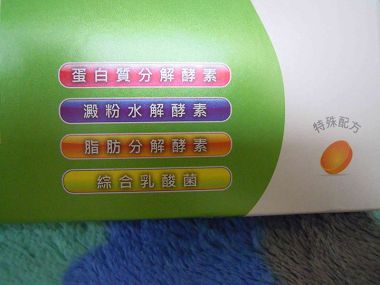 蛋白質分解酵素
澱粉水解酵素
脂肪分解酵素
綜合乳酸菌
特殊配方